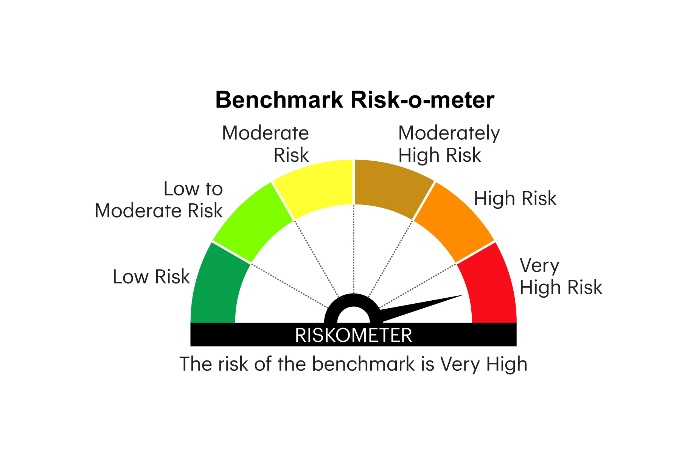 Benchmark Risk-o-meter
Moderate
Risk
Moderately
High Risk
Low to
Moderate Risk
High Risk
Low Risk
Very
High Risk
RISKOMETER
The risk of the benchmark is Very High